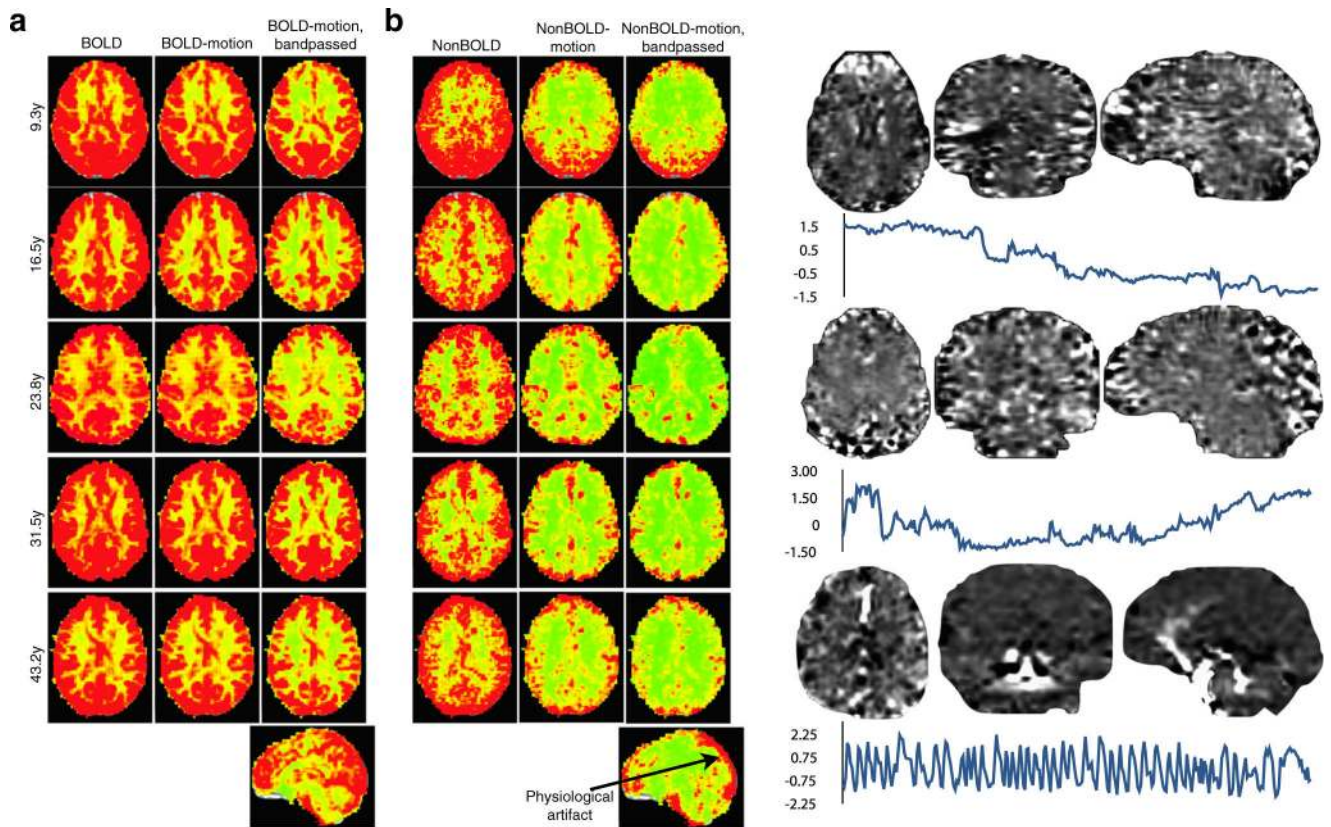 a
BOLD
BOLD-motion
BOLD-motion,
bandpassed
9.3y
16.5y
23.8y
31.5y
43.2y
b
NonBOLD
NonBOLD-
motion
NonBOLD-motion,
bandpassed
Physiological
artifact
1.5
0.5
-0.5
-1.5
3.00
1.50
0
-1.50
2.25
0.75
-0.75
-2.25